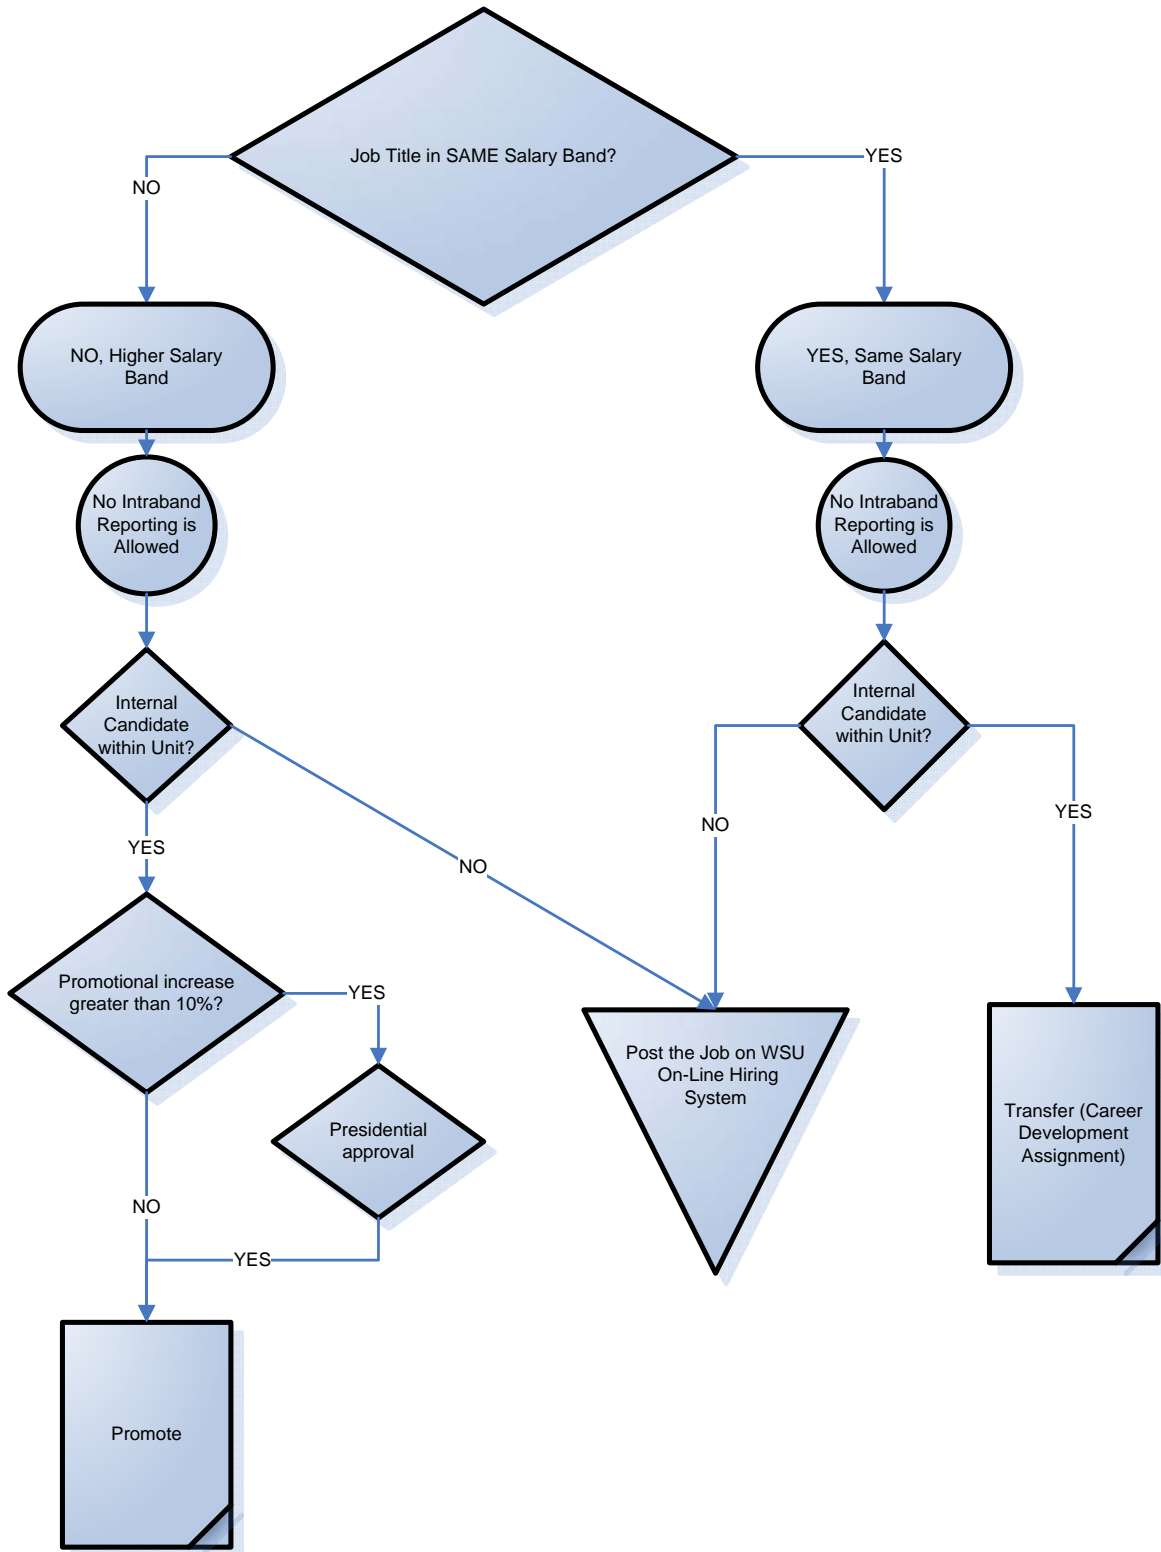 Job Title in SAME Salary Band?
NO
YES
NO, Higher Salary
Band
YES, Same Salary
Band
No Intraband
Reporting is
Allowed
No Intraband
Reporting is
Allowed
Internal
Candidate
within Unit?
Internal
Candidate
within Unit?
YES
NO
NO
YES
Promotional increase
greater than 10%?
YES
Post the Job on WSU
On-Line Hiring
System
Transfer (Career
Development
Assignment)
Presidential
approval
NO
YES
Promote